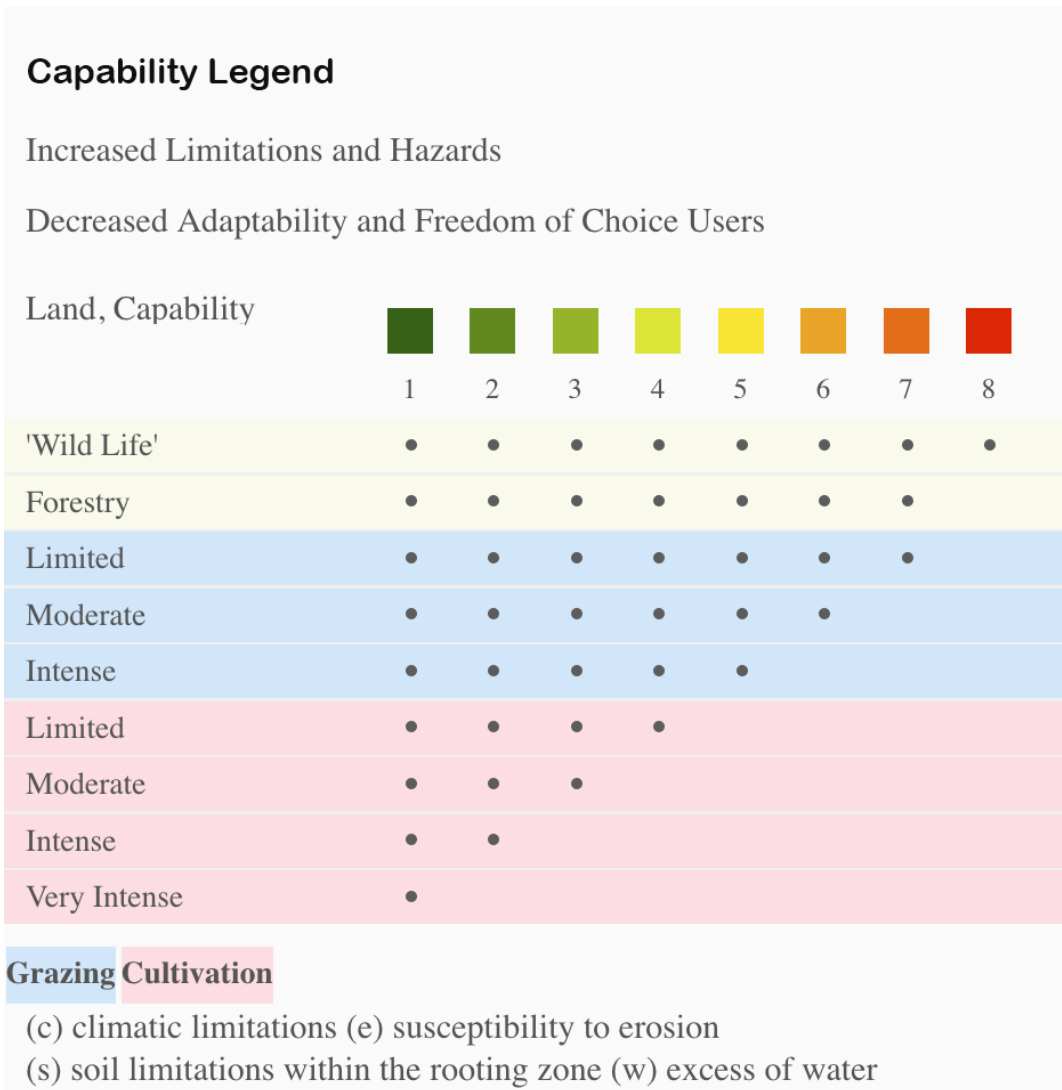 Capability Legend
Increased Limitations and Hazards
Decreased Adaptability and Freedom of Choice Users
Land, Capability
1 2 3 4 5 6 7 8
'Wild Life' • • • • • • • •
Forestry • • • • • • •
Limited • • • • • • •
Moderate • • • • • •
Intense • • • • •
Limited • • • •
Moderate • • •
Intense • •
Very Intense •
Grazing Cultivation
(c) climatic limitations (e) susceptibility to erosion
(s) soil limitations within the rooting zone (w) excess of water